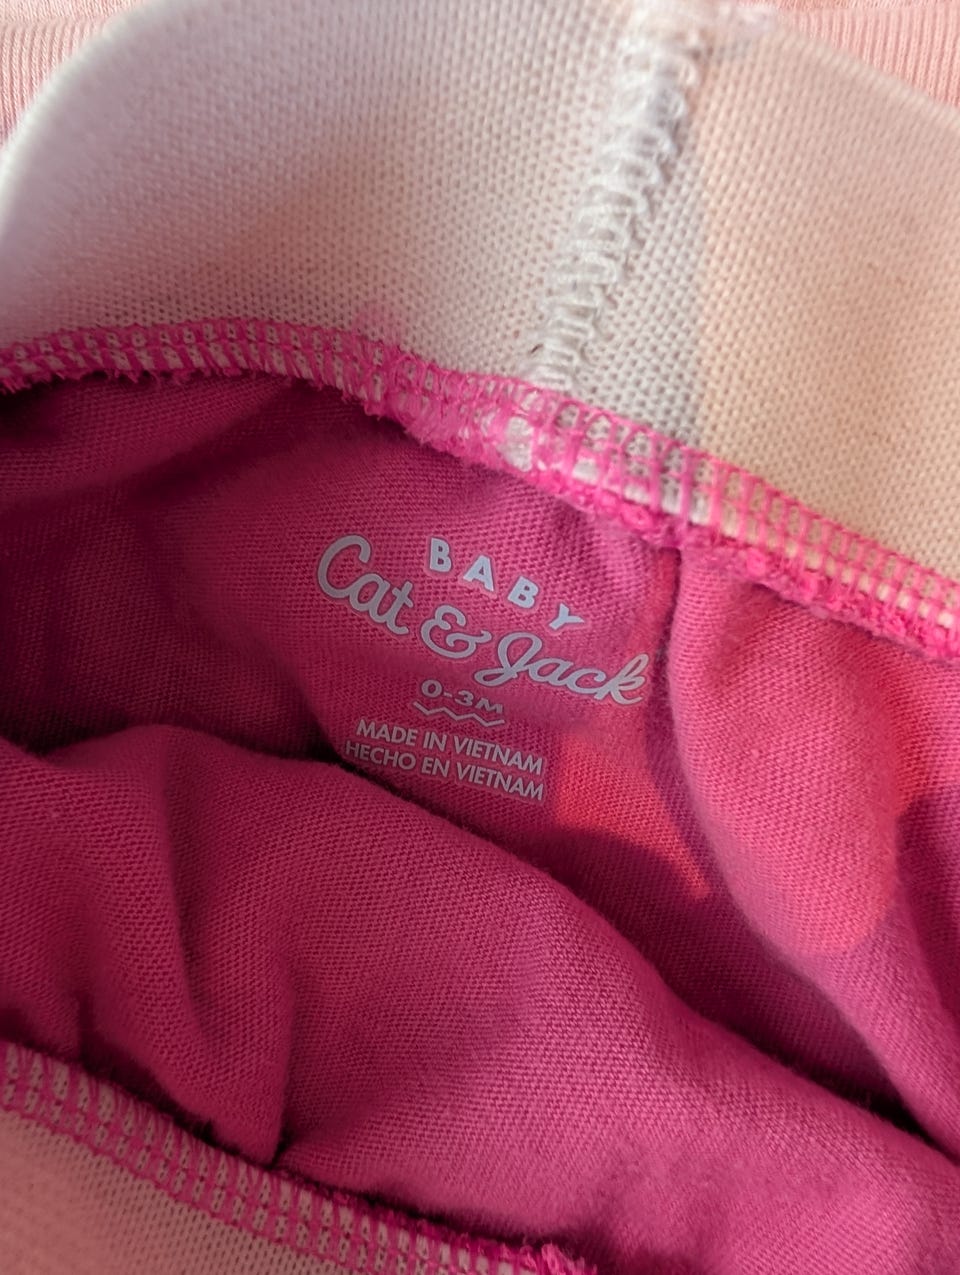 BABY
Cat & Jack
0-3M
MADE IN VIETNAM
HECHO EN VIETNAM